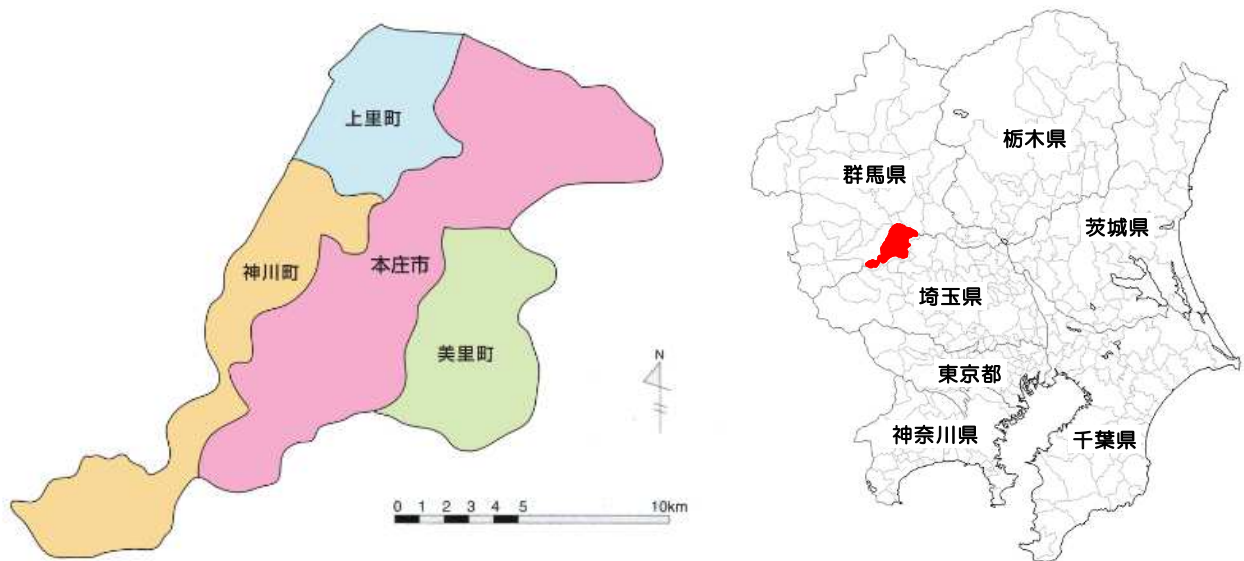 上里町
本庄市
神川町
美里町
N
0 1 2 3 4 5 10km
栃木県
群馬県
茨城県
埼玉県
東京都
神奈川県
千葉県